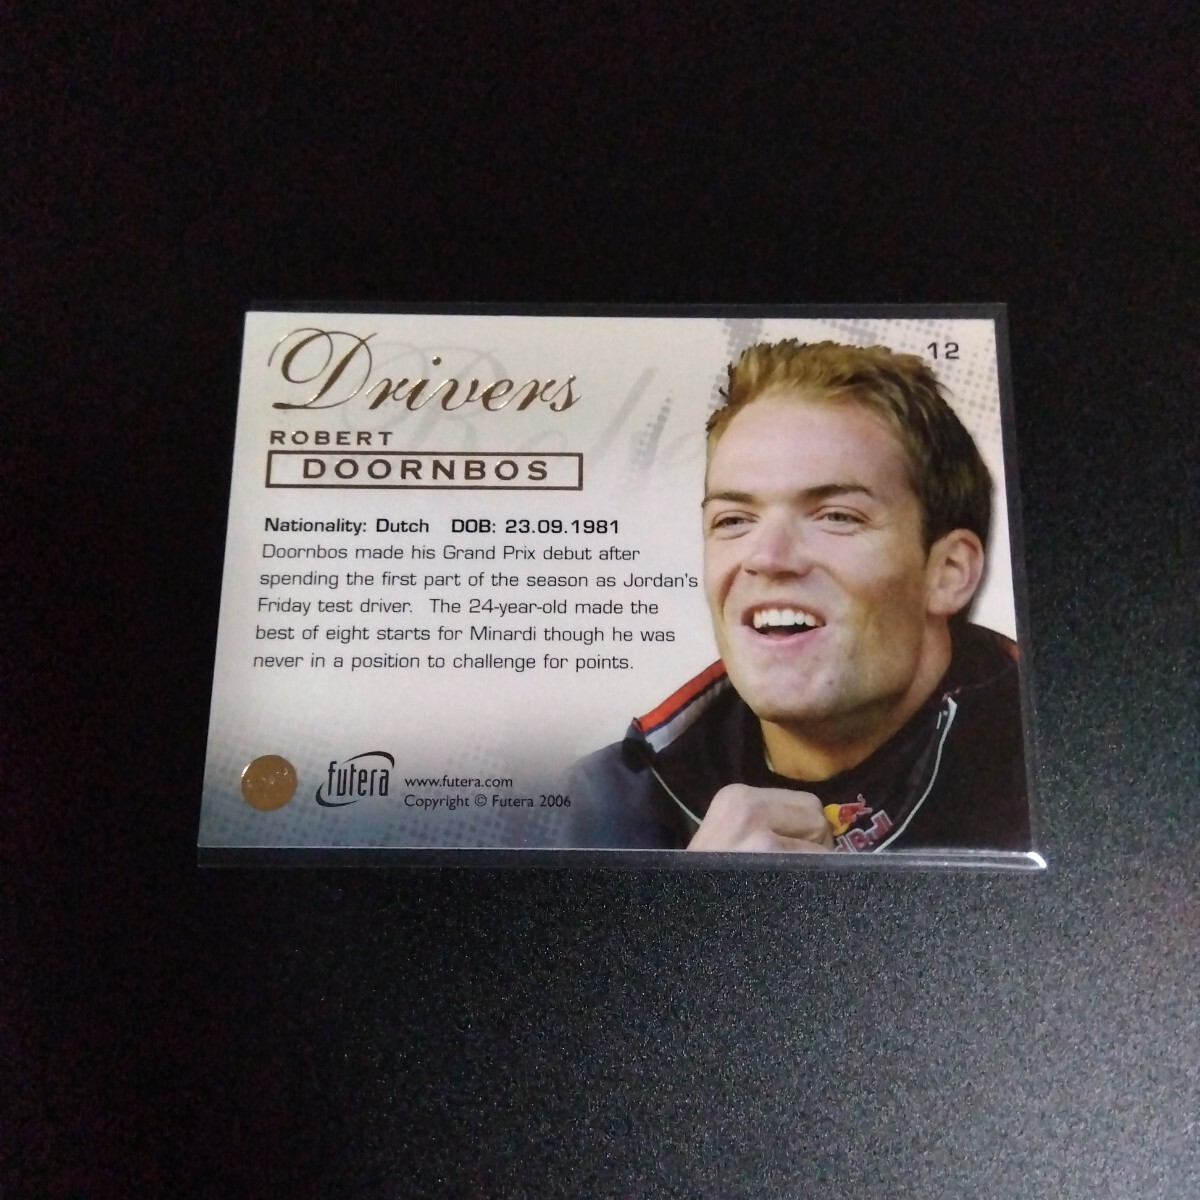 Drivers
12
ROBERT
DOORNBOS
Nationality: Dutch DOB: 23.09.1981
Doornbos made his Grand Prix debut after
spending the first part of the season as Jordan's
Friday test driver. The 24-year-old made the
best of eight starts for Minardi though he was
never in a position to challenge for points.
futera
www.futera.com
Copyright © Futera 2006
Red Bull